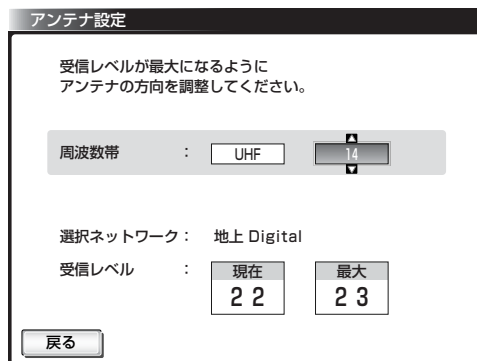 アンテナ設定
受信レベルが最大になるように
アンテナの方向を調整してください。
周波数帯 : UHF 14
選択ネットワーク : 地上 Digital
受信レベル : 現在 最大
22 23
戻る